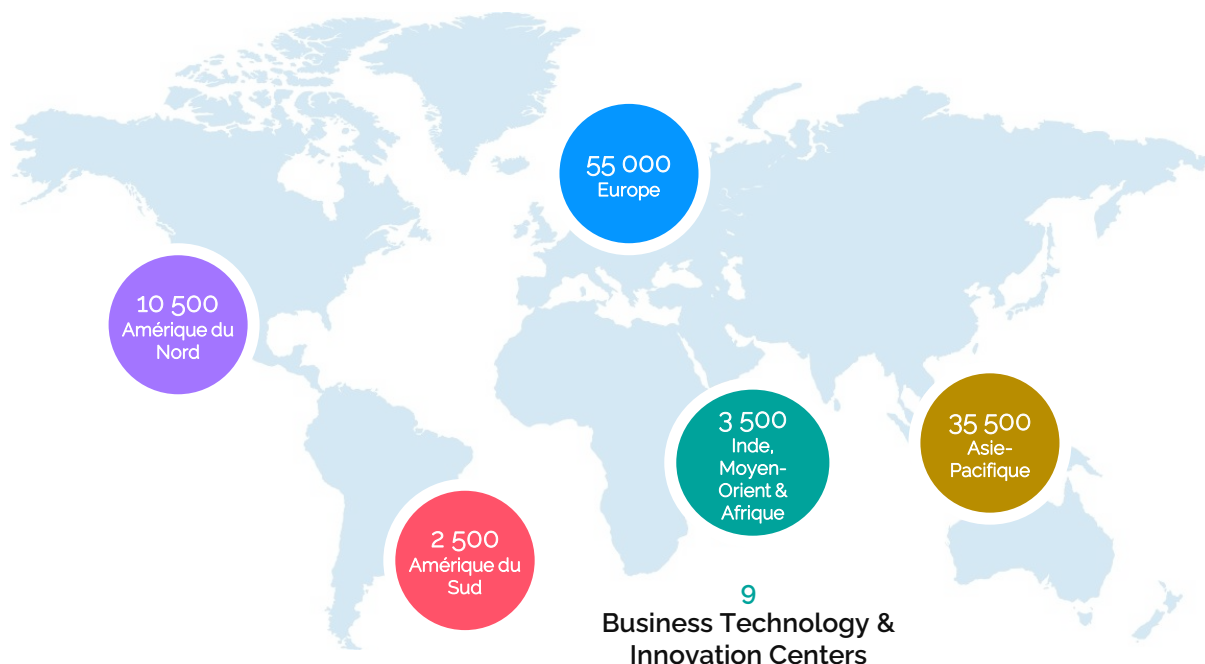 55 000
Europe
10 500
Amérique du
Nord
35 500
Asie-
Pacifique
3 500
Inde,
Moyen-
Orient &
Afrique
2 500
Amérique du
Sud
9
Business Technology &
Innovation Centers